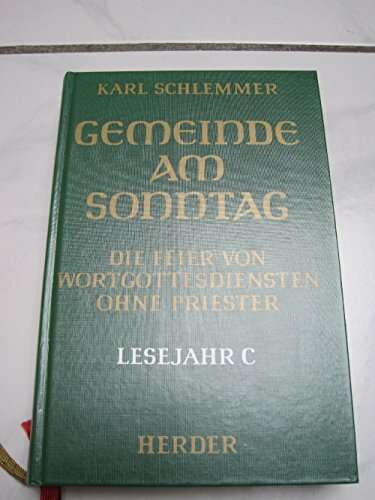 KARL SCHLEMMER
GEMEINDE
AM
SONNTAG
DIE FEIER VON
WORTGOTTESDIENSTEN
OHNE PRIESTER
LESEJAHR C
HERDER